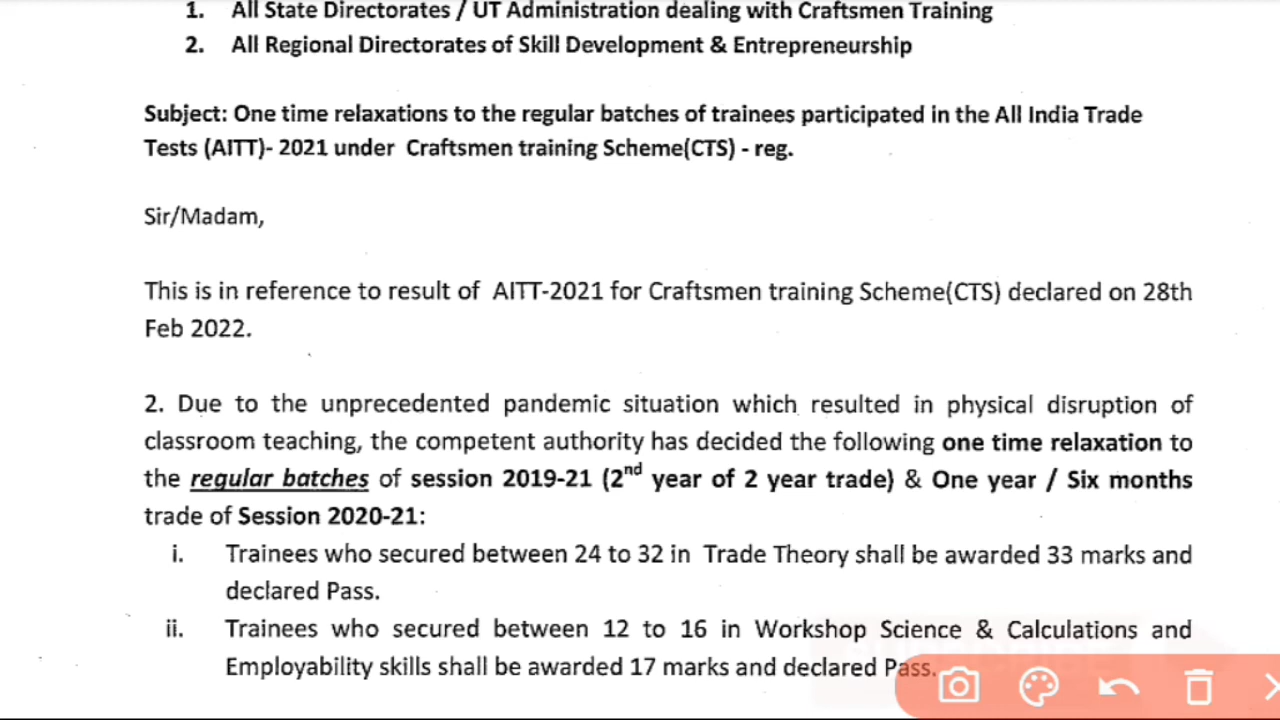 1. All State Directorates / UT Administration dealing with Craftsmen Training
2. All Regional Directorates of Skill Development & Entrepreneurship
Subject: One time relaxations to the regular batches of trainees participated in the All India Trade
Tests (AITT)- 2021 under Craftsmen training Scheme(CTS) - reg.
Sir/Madam,
This is in reference to result of AITT-2021 for Craftsmen training Scheme(CTS) declared on 28th
Feb 2022.
2. Due to the unprecedented pandemic situation which resulted in physical disruption of
classroom teaching, the competent authority has decided the following one time relaxation to
the regular batches of session 2019-21 (2nd year of 2 year trade) & One year / Six months
trade of Session 2020-21:
i. Trainees who secured between 24 to 32 in Trade Theory shall be awarded 33 marks and
declared Pass.
ii. Trainees who secured between 12 to 16 in Workshop Science & Calculations and
Employability skills shall be awarded 17 marks and declared Pass.